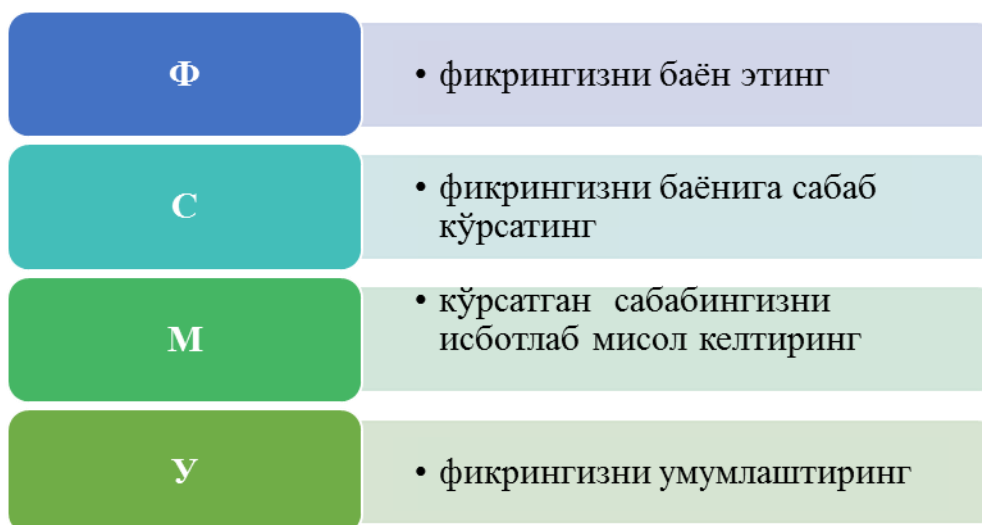 Ф
• фикрингизни баён этинг
С
• фикрингизни баёнига сабаб
кўрсатинг
М
• кўрсатган сабабингизни
исботлаб мисол келтиринг
У
• фикрингизни умумлаштиринг